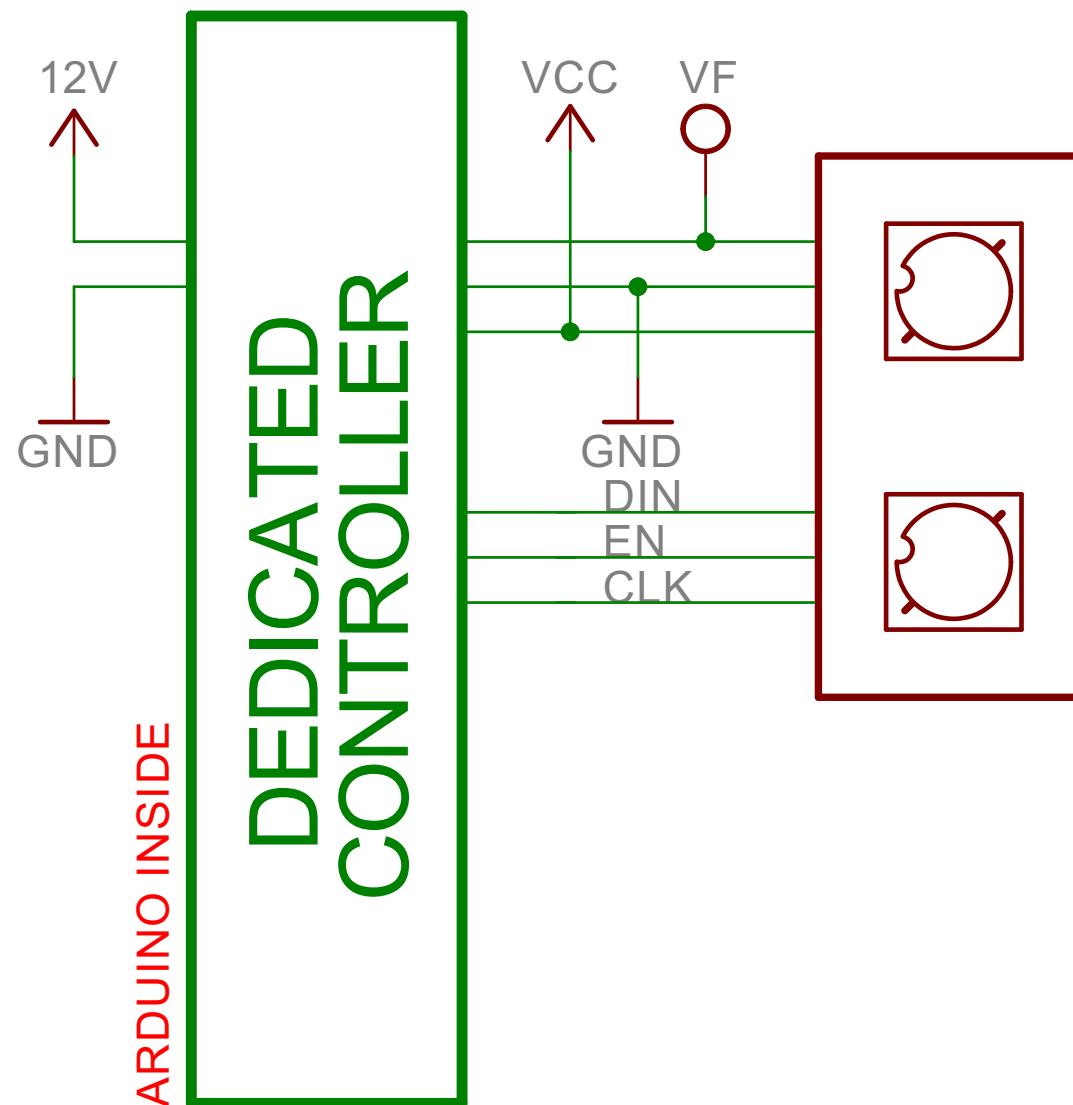 12V
VCC
VF
GND
GND
DIN
EN
CLK
DEDICATED
CONTROLLER
ARDUINO INSIDE